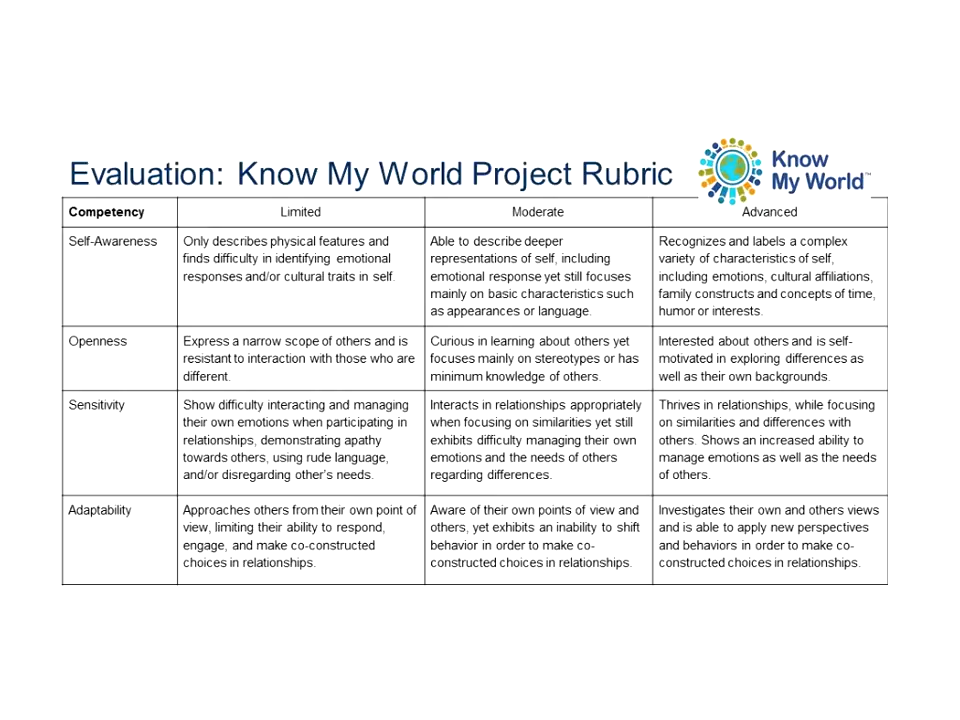 Evaluation: Know My World Project Rubric
Know
My World™
Competency
Limited
Moderate
Advanced
Self-Awareness
Only describes physical features and
finds difficulty in identifying emotional
responses and/or cultural traits in self.
Able to describe deeper
representations of self, including
emotional response yet still focuses
mainly on basic characteristics such
as appearances or language.
Recognizes and labels a complex
variety of characteristics of self,
including emotions, cultural affiliations,
family constructs and concepts of time,
humor or interests.
Openness
Express a narrow scope of others and is
resistant to interaction with those who are
different.
Curious in learning about others yet
focuses mainly on stereotypes or has
minimum knowledge of others.
Interested about others and is self-
motivated in exploring differences as
well as their own backgrounds.
Sensitivity
Show difficulty interacting and managing
their own emotions when participating in
relationships, demonstrating apathy
towards others, using rude language,
and/or disregarding other's needs.
Interacts in relationships appropriately
when focusing on similarities yet still
exhibits difficulty managing their own
emotions and the needs of others
regarding differences.
Thrives in relationships, while focusing
on similarities and differences with
others. Shows an increased ability to
manage emotions as well as the needs
of others.
Adaptability
Approaches others from their own point of
view, limiting their ability to respond,
engage, and make co-constructed
choices in relationships.
Aware of their own points of view and
others, yet exhibits an inability to shift
behavior in order to make co-
constructed choices in relationships.
Investigates their own and others views
and is able to apply new perspectives
and behaviors in order to make co-
constructed choices in relationships.